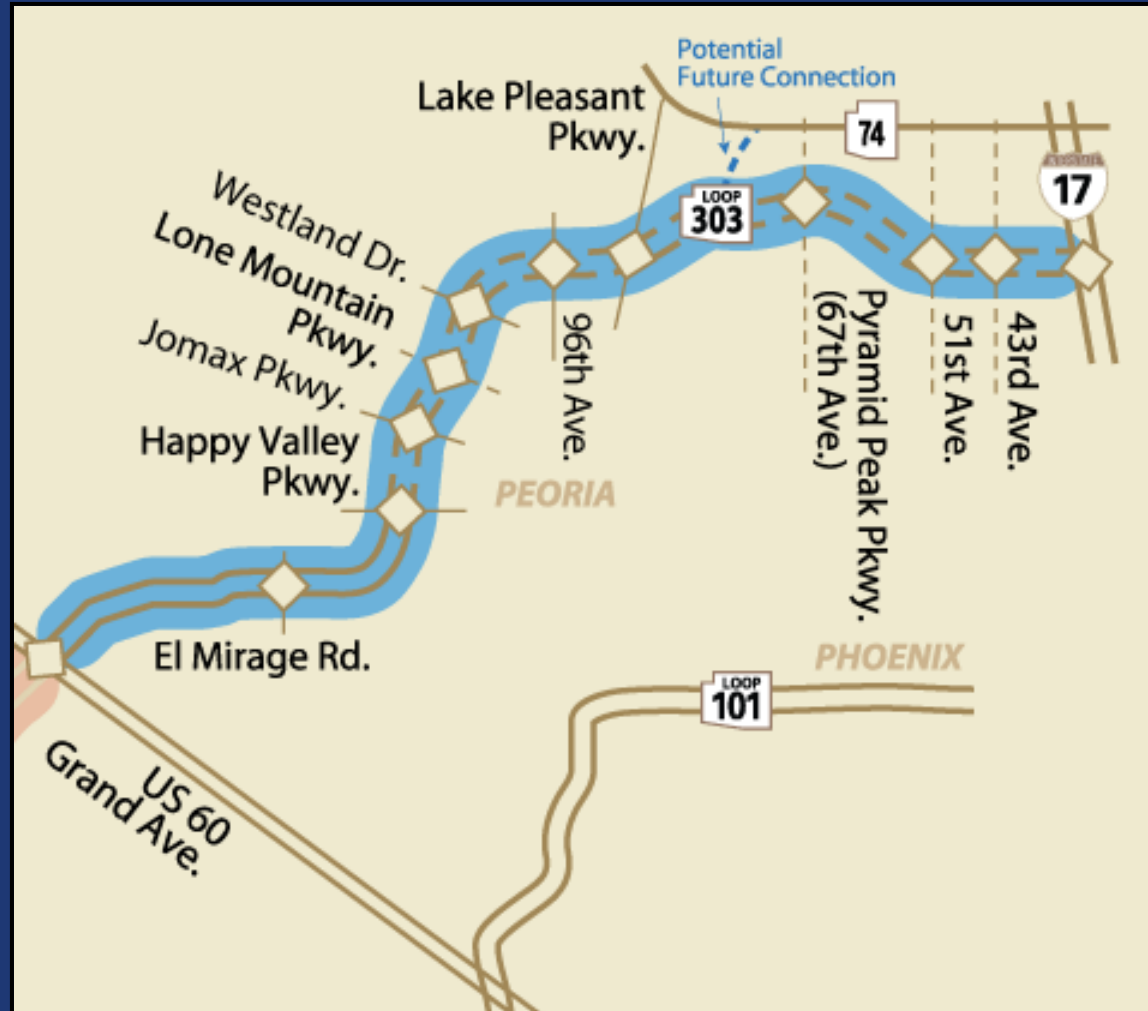 Potential
Future Connection
Lake Pleasant
Pkwy.
74
17
LOOP
303
Westland Dr.
Lone Mountain
Pkwy.
Jomax Pkwy.
Happy Valley
Pkwy.
96th Ave.
Pyramid Peak Pkwy.
(67th Ave.)
51st Ave.
43rd Ave.
PEORIA
El Mirage Rd.
PHOENIX
LOOP
101
US 60
Grand Ave.